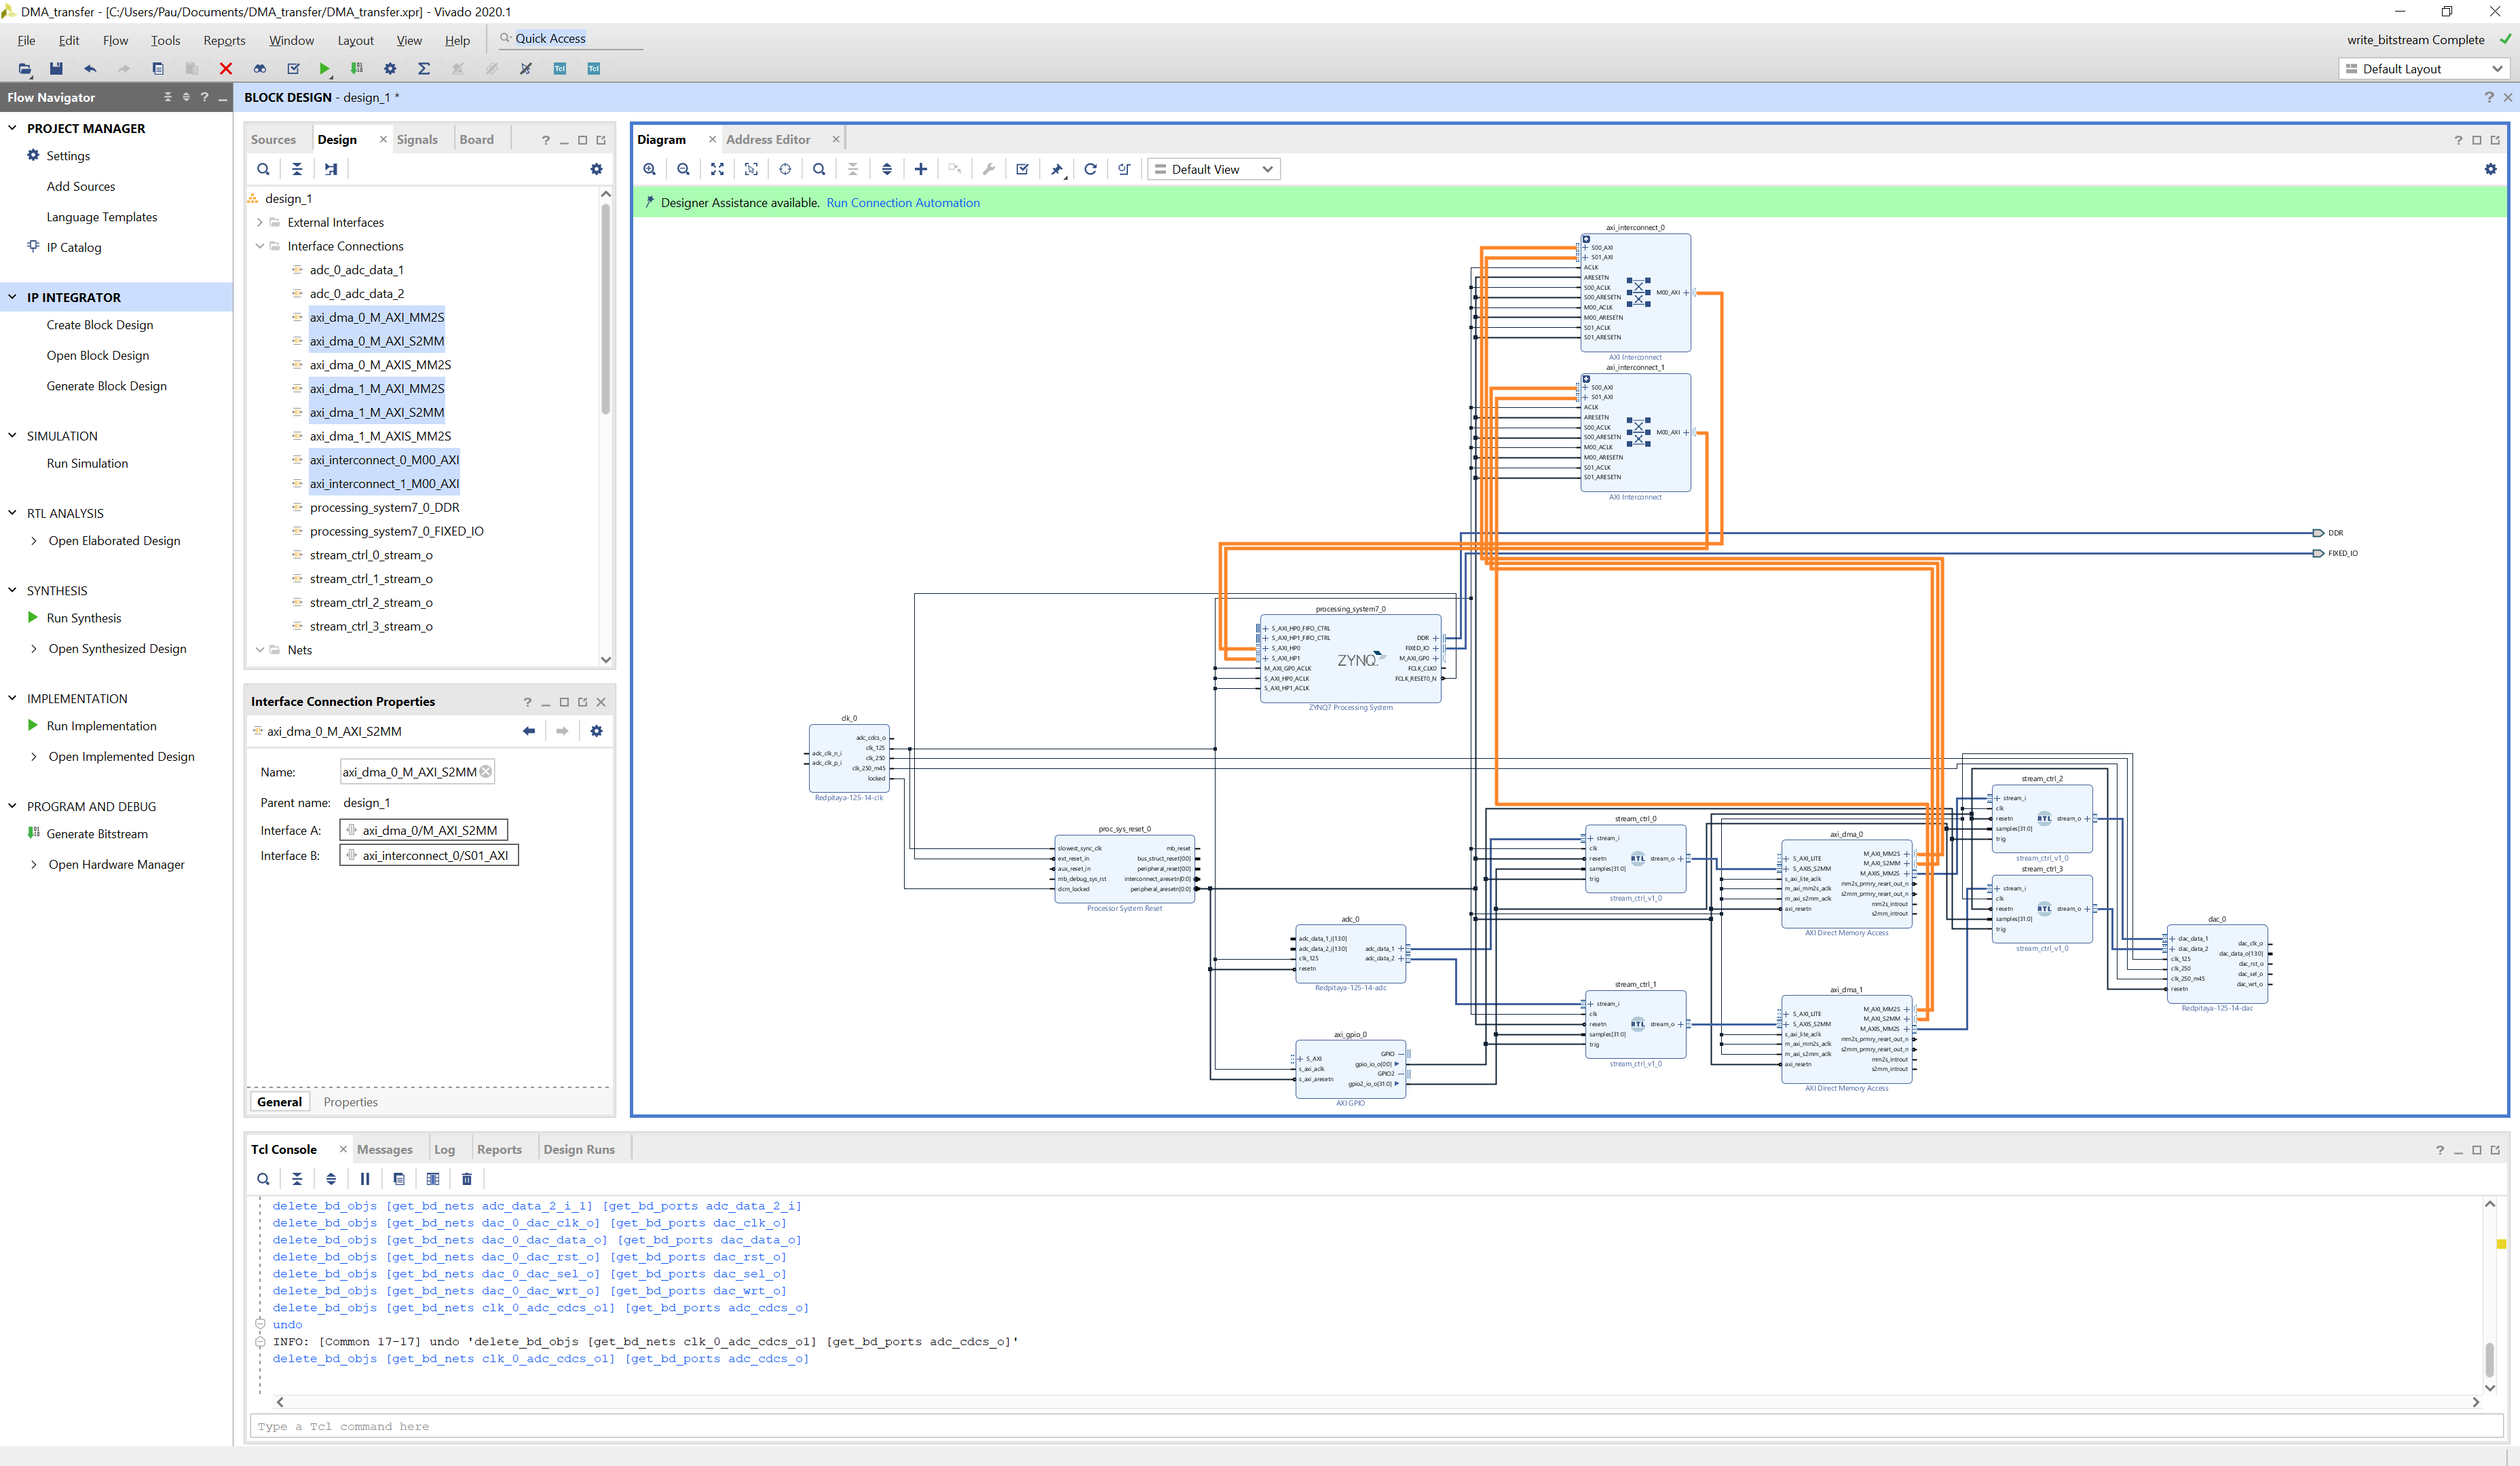 DMA_transfer - [C:/Users/Pau/Documents/DMA_transfer/DMA_transfer.xpr] - Vivado 2020.1
File Edit Flow Tools Reports Window Layout View Help Quick Access
write_bitstream Complete
Default Layout
Flow Navigator
PROJECT MANAGER
Settings
Add Sources
Language Templates
IP Catalog
IP INTEGRATOR
Create Block Design
Open Block Design
Generate Block Design
SIMULATION
Run Simulation
RTL ANALYSIS
Open Elaborated Design
SYNTHESIS
Run Synthesis
Open Synthesized Design
IMPLEMENTATION
Run Implementation
Open Implemented Design
PROGRAM AND DEBUG
Generate Bitstream
Open Hardware Manager
BLOCK DESIGN - design_1 *
Sources Design Signals Board
design_1
External Interfaces
Interface Connections
adc_0_adc_data_1
adc_0_adc_data_2
axi_dma_0_M_AXI_MM2S
axi_dma_0_M_AXI_S2MM
axi_dma_0_M_AXIS_MM2S
axi_dma_1_M_AXI_MM2S
axi_dma_1_M_AXI_S2MM
axi_dma_1_M_AXIS_MM2S
axi_interconnect_0_M00_AXI
axi_interconnect_1_M00_AXI
processing_system7_0_DDR
processing_system7_0_FIXED_IO
stream_ctrl_0_stream_o
stream_ctrl_1_stream_o
stream_ctrl_2_stream_o
stream_ctrl_3_stream_o
Nets
Interface Connection Properties
axi_dma_0_M_AXI_S2MM
Name: axi_dma_0_M_AXI_S2MM
Parent name: design_1
Interface A: axi_dma_0/M_AXI_S2MM
Interface B: axi_interconnect_0/S01_AXI
General Properties
Diagram Address Editor
Default View
Designer Assistance available. Run Connection Automation
axi_interconnect_0
S00_AXI
S01_AXI
ACLK
ARESETN
S00_ACLK
S00_ARESETN
M00_ACLK
M00_ARESETN
S01_ACLK
S01_ARESETN
M00_AXI
AXI Interconnect
axi_interconnect_1
S00_AXI
S01_AXI
ACLK
ARESETN
S00_ACLK
S00_ARESETN
M00_ACLK
M00_ARESETN
S01_ACLK
S01_ARESETN
M00_AXI
AXI Interconnect
DDR
FIXED_IO
processing_system7_0
S_AXI_HP0_FIFO_CTRL
S_AXI_HP1_FIFO_CTRL
S_AXI_HP0
S_AXI_HP1
M_AXI_GP0_ACLK
S_AXI_HP0_ACLK
S_AXI_HP1_ACLK
ZYNQ
DDR
FIXED_IO
M_AXI_GP0
FCLK_CLK0
FCLK_RESET0_N
ZYNQ7 Processing System
clk_0
adc_clk_n_i
adc_clk_p_i
adc_cdcs_o
clk_125
clk_250
clk_250_m45
locked
Redpitaya-125-14-clk
proc_sys_reset_0
slowest_sync_clk
ext_reset_in
aux_reset_in
mb_debug_sys_rst
dcm_locked
mb_reset
bus_struct_reset[0:0]
peripheral_reset[0:0]
interconnect_aresetn[0:0]
peripheral_aresetn[0:0]
Processor System Reset
adc_0
adc_data_1_i[13:0]
adc_data_2_i[13:0]
clk_125
resetn
adc_data_1
adc_data_2
Redpitaya-125-14-adc
axi_gpio_0
S_AXI
s_axi_aclk
s_axi_aresetn
GPIO
gpio_io_o[0:0]
GPIO2
gpio2_io_o[31:0]
AXI GPIO
stream_ctrl_0
stream_i
clk
resetn
samples[31:0]
trig
RTL
stream_o
stream_ctrl_v1_0
stream_ctrl_1
stream_i
clk
resetn
samples[31:0]
trig
RTL
stream_o
stream_ctrl_v1_0
axi_dma_0
S_AXI_LITE
S_AXIS_S2MM
s_axi_lite_aclk
m_axi_mm2s_aclk
m_axi_s2mm_aclk
axi_resetn
M_AXI_MM2S
M_AXI_S2MM
M_AXIS_MM2S
mm2s_prmry_reset_out_n
s2mm_prmry_reset_out_n
mm2s_introut
s2mm_introut
AXI Direct Memory Access
axi_dma_1
S_AXI_LITE
S_AXIS_S2MM
s_axi_lite_aclk
m_axi_mm2s_aclk
m_axi_s2mm_aclk
axi_resetn
M_AXI_MM2S
M_AXI_S2MM
M_AXIS_MM2S
mm2s_prmry_reset_out_n
s2mm_prmry_reset_out_n
mm2s_introut
s2mm_introut
AXI Direct Memory Access
stream_ctrl_2
stream_i
clk
resetn
samples[31:0]
trig
RTL
stream_o
stream_ctrl_v1_0
stream_ctrl_3
stream_i
clk
resetn
samples[31:0]
trig
RTL
stream_o
stream_ctrl_v1_0
dac_0
dac_data_1
dac_data_2
clk_125
clk_250
clk_250_m45
resetn
dac_clk_o
dac_data_o[13:0]
dac_rst_o
dac_sel_o
dac_wrt_o
Redpitaya-125-14-dac
Tcl Console Messages Log Reports Design Runs
delete_bd_objs [get_bd_nets adc_data_2_i_1] [get_bd_ports adc_data_2_i]
delete_bd_objs [get_bd_nets dac_0_dac_clk_o] [get_bd_ports dac_clk_o]
delete_bd_objs [get_bd_nets dac_0_dac_data_o] [get_bd_ports dac_data_o]
delete_bd_objs [get_bd_nets dac_0_dac_rst_o] [get_bd_ports dac_rst_o]
delete_bd_objs [get_bd_nets dac_0_dac_sel_o] [get_bd_ports dac_sel_o]
delete_bd_objs [get_bd_nets dac_0_dac_wrt_o] [get_bd_ports dac_wrt_o]
delete_bd_objs [get_bd_nets clk_0_adc_cdcs_o1] [get_bd_ports adc_cdcs_o]
undo
INFO: [Common 17-17] undo 'delete_bd_objs [get_bd_nets clk_0_adc_cdcs_o1] [get_bd_ports adc_cdcs_o]'
delete_bd_objs [get_bd_nets clk_0_adc_cdcs_o1] [get_bd_ports adc_cdcs_o]
Type a Tcl command here